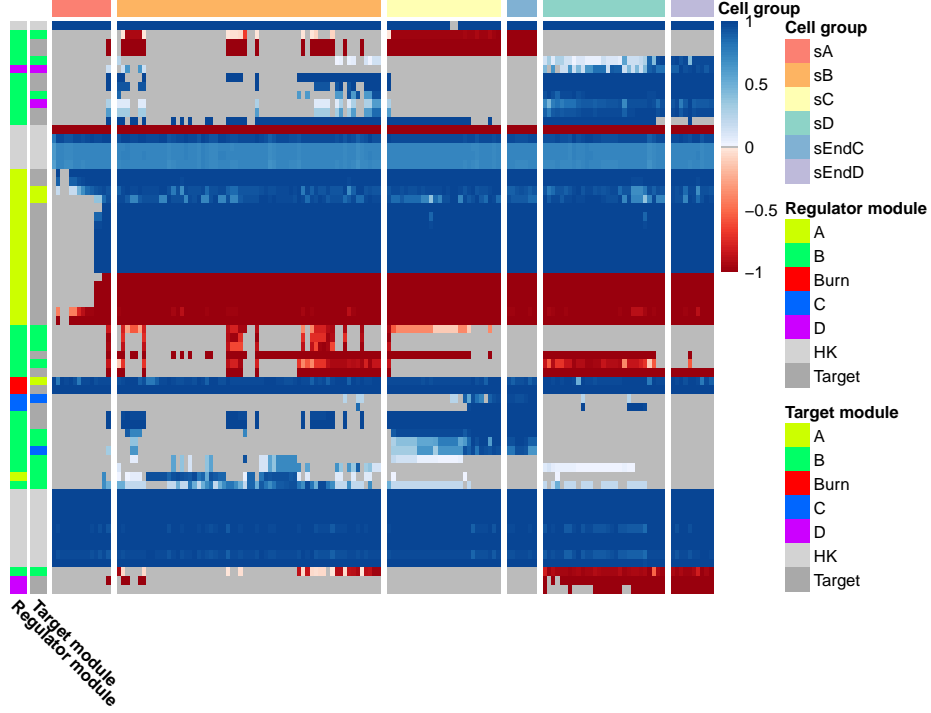 Cell group
1
0.5
0
−0.5
−1
Cell group
sA
sB
sC
sD
sEndC
sEndD
Regulator module
A
B
Burn
C
D
HK
Target
Target module
A
B
Burn
C
D
HK
Target
Target module
Regulator module